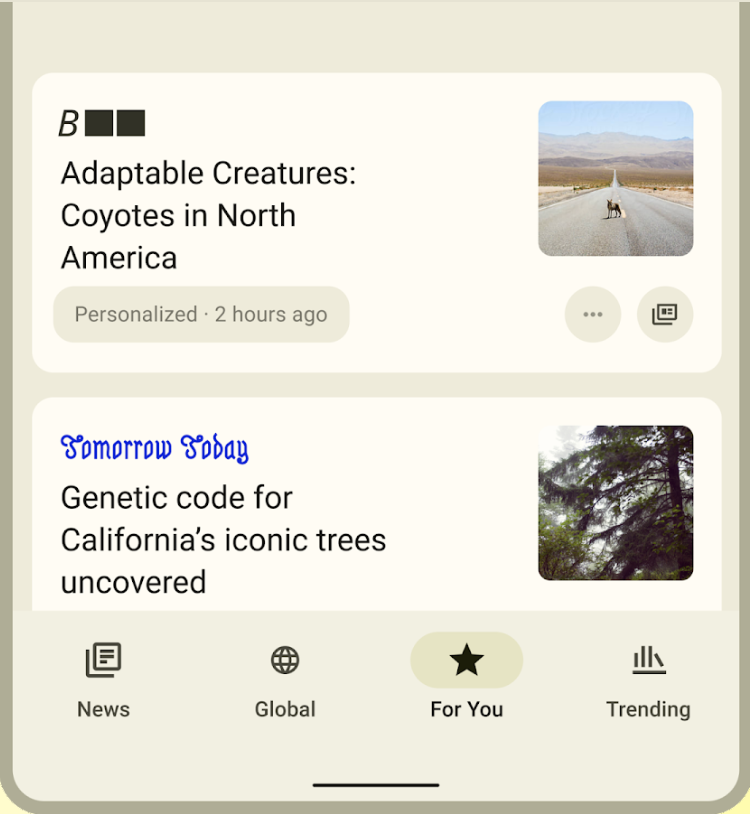 B■■
Adaptable Creatures:
Coyotes in North
America
Personalized · 2 hours ago
Tomorrow Today
Genetic code for
California’s iconic trees
uncovered
News
Global
For You
Trending